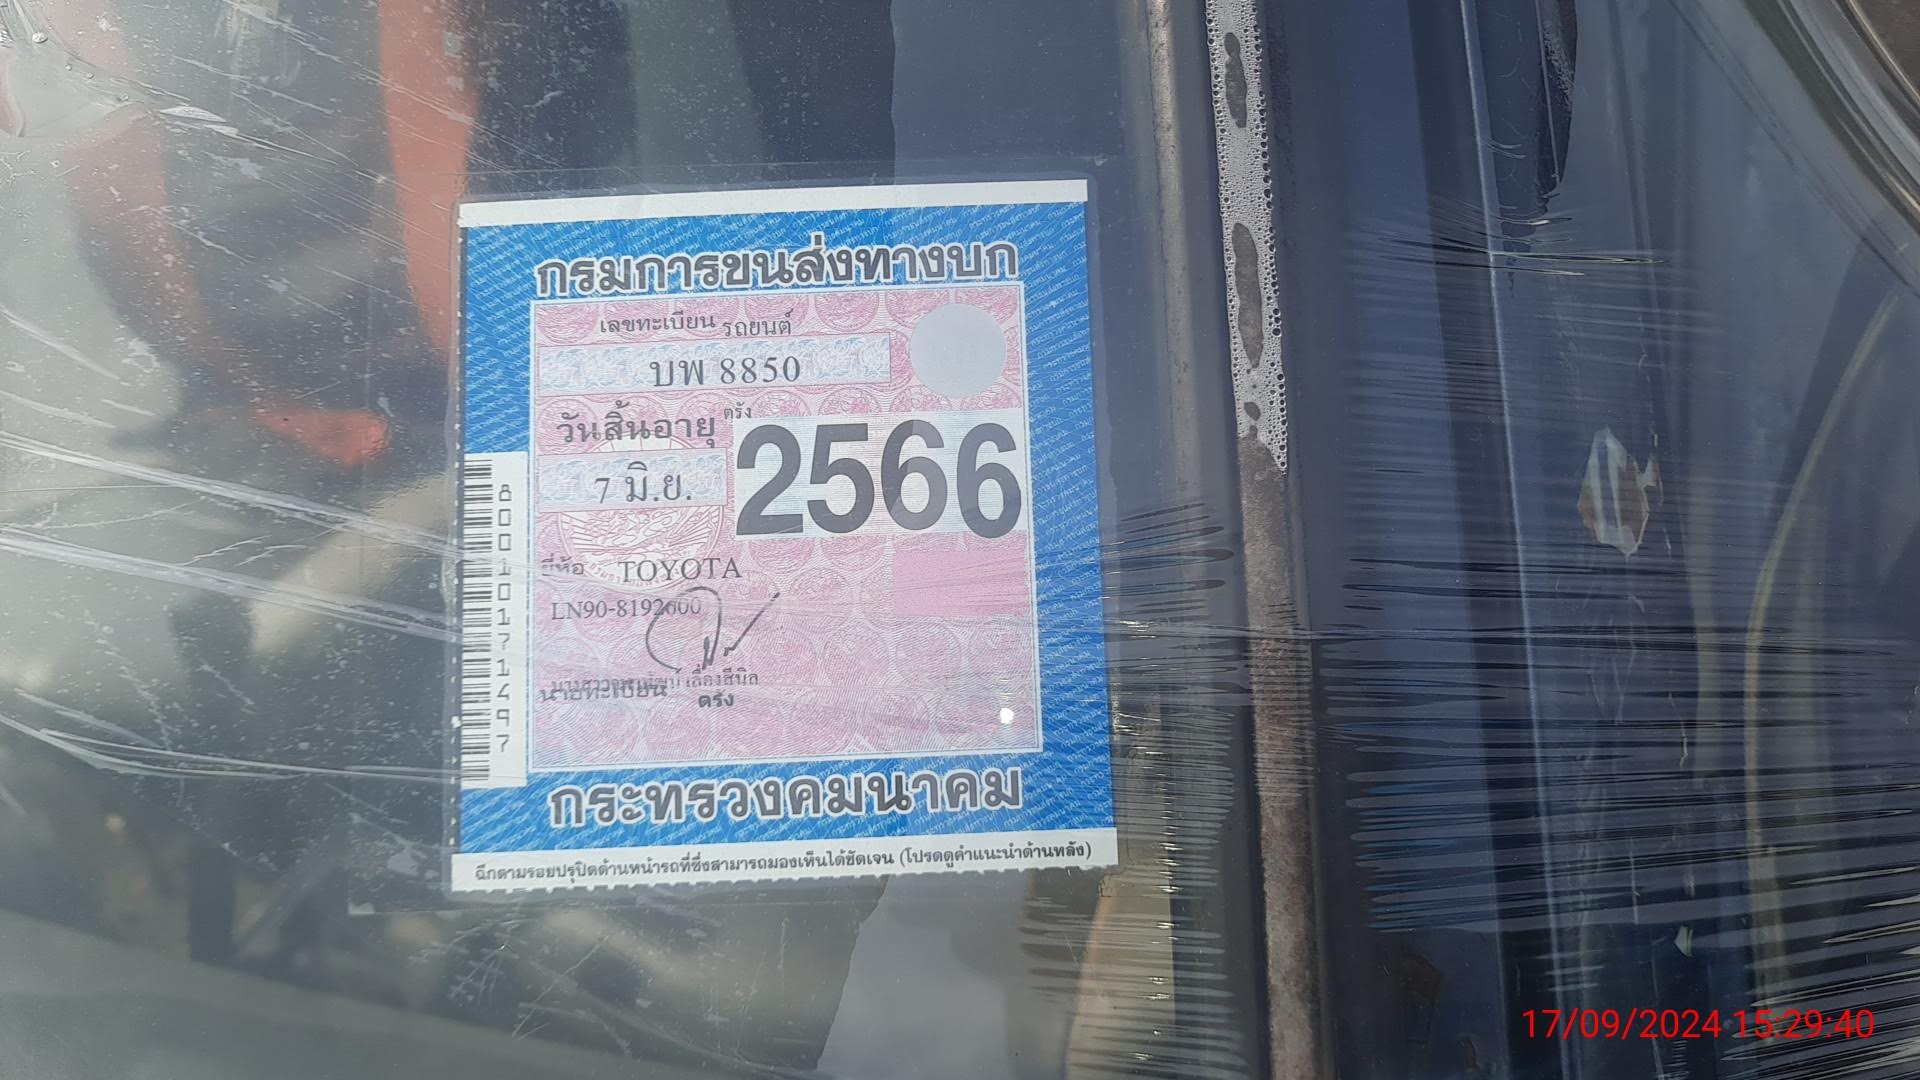 กรมการขนส่งทางบก
เลขทะเบียน รถยนต์
บพ 8850
ตรัง
วันสิ้นอายุ
2566
7 มิ.ย.
ยี่ห้อ TOYOTA
LN90-8192600
นายทะเบียน
ตรัง
80010171497
กระทรวงคมนาคม
ฉีกตามรอยปรุปิดด้านหน้ารถที่ซึ่งสามารถมองเห็นได้ชัดเจน (โปรดดูคำแนะนำด้านหลัง)
17/09/2024 15:29:40